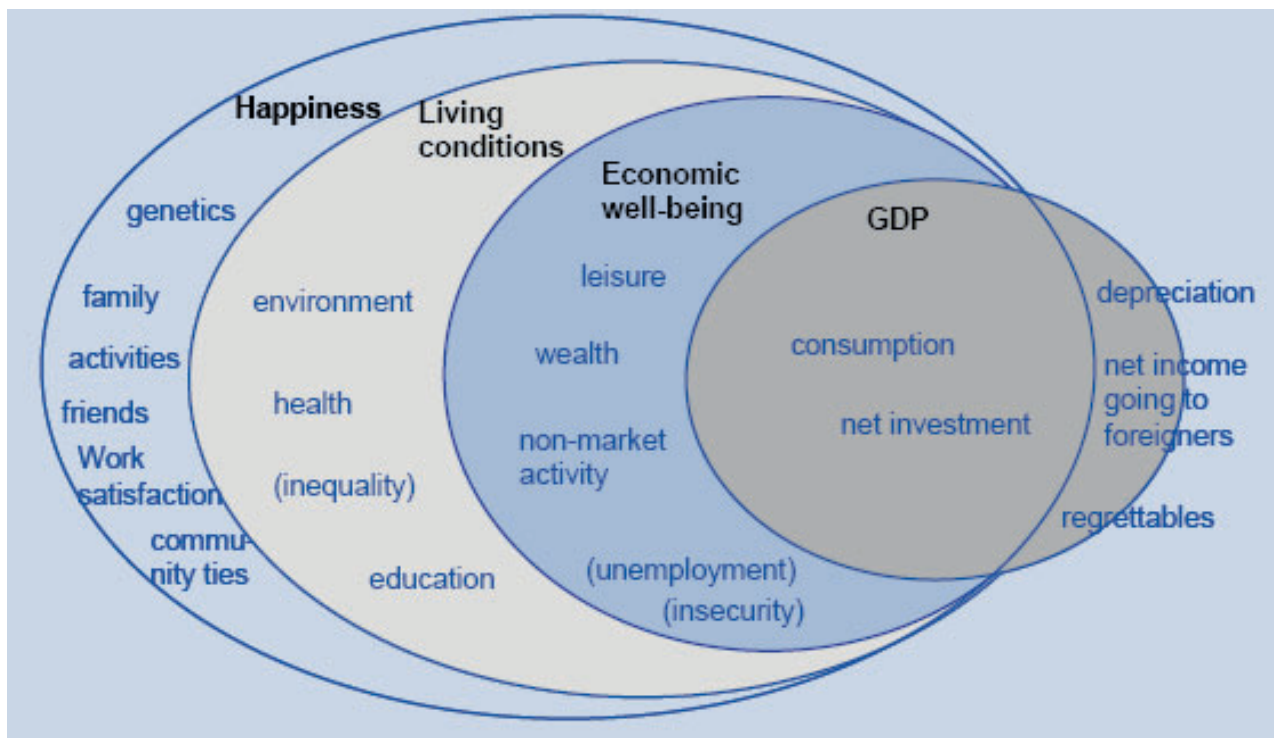 Happiness
Living
conditions
Economic
well-being
GDP
genetics
family
activities
friends
Work
satisfaction
commu-
nity ties
environment
health
(inequality)
education
leisure
wealth
non-market
activity
(unemployment)
(insecurity)
consumption
net investment
depreciation
net income
going to
foreigners
regrettables